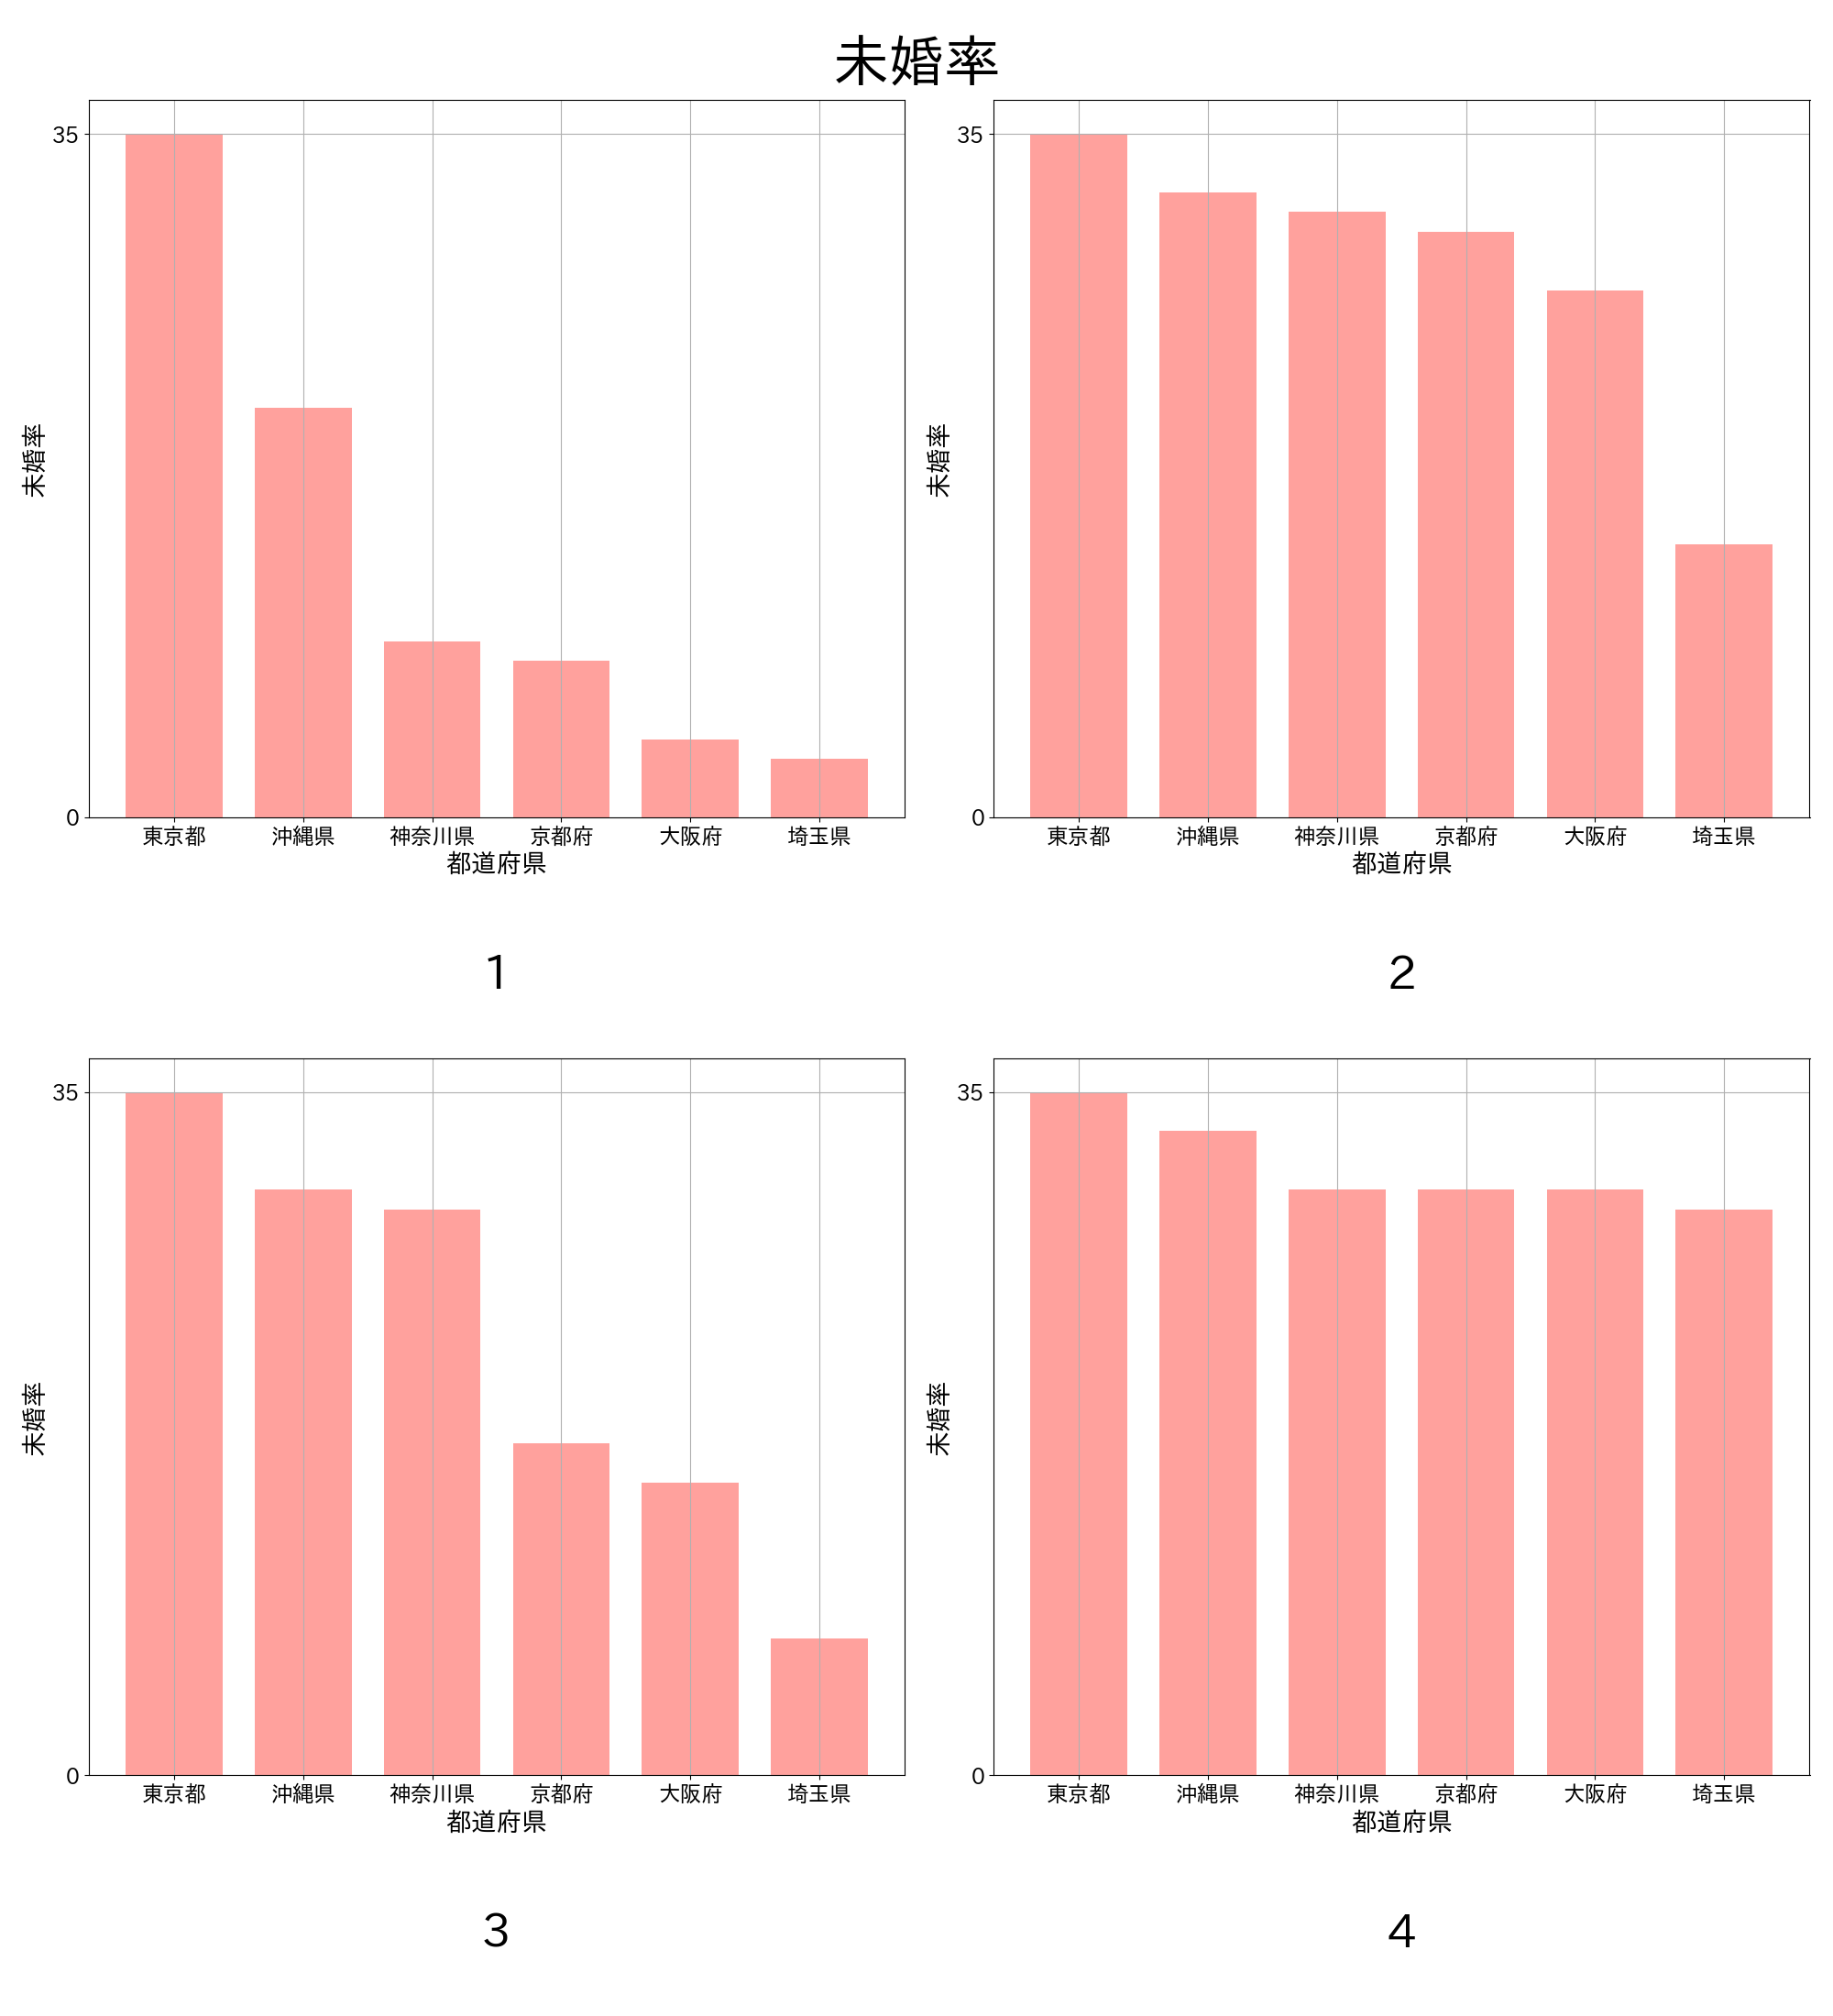 未婚率
35
0
未婚率
東京都 沖縄県 神奈川県 京都府 大阪府 埼玉県
都道府県
1
35
0
未婚率
東京都 沖縄県 神奈川県 京都府 大阪府 埼玉県
都道府県
2
35
0
未婚率
東京都 沖縄県 神奈川県 京都府 大阪府 埼玉県
都道府県
3
35
0
未婚率
東京都 沖縄県 神奈川県 京都府 大阪府 埼玉県
都道府県
4